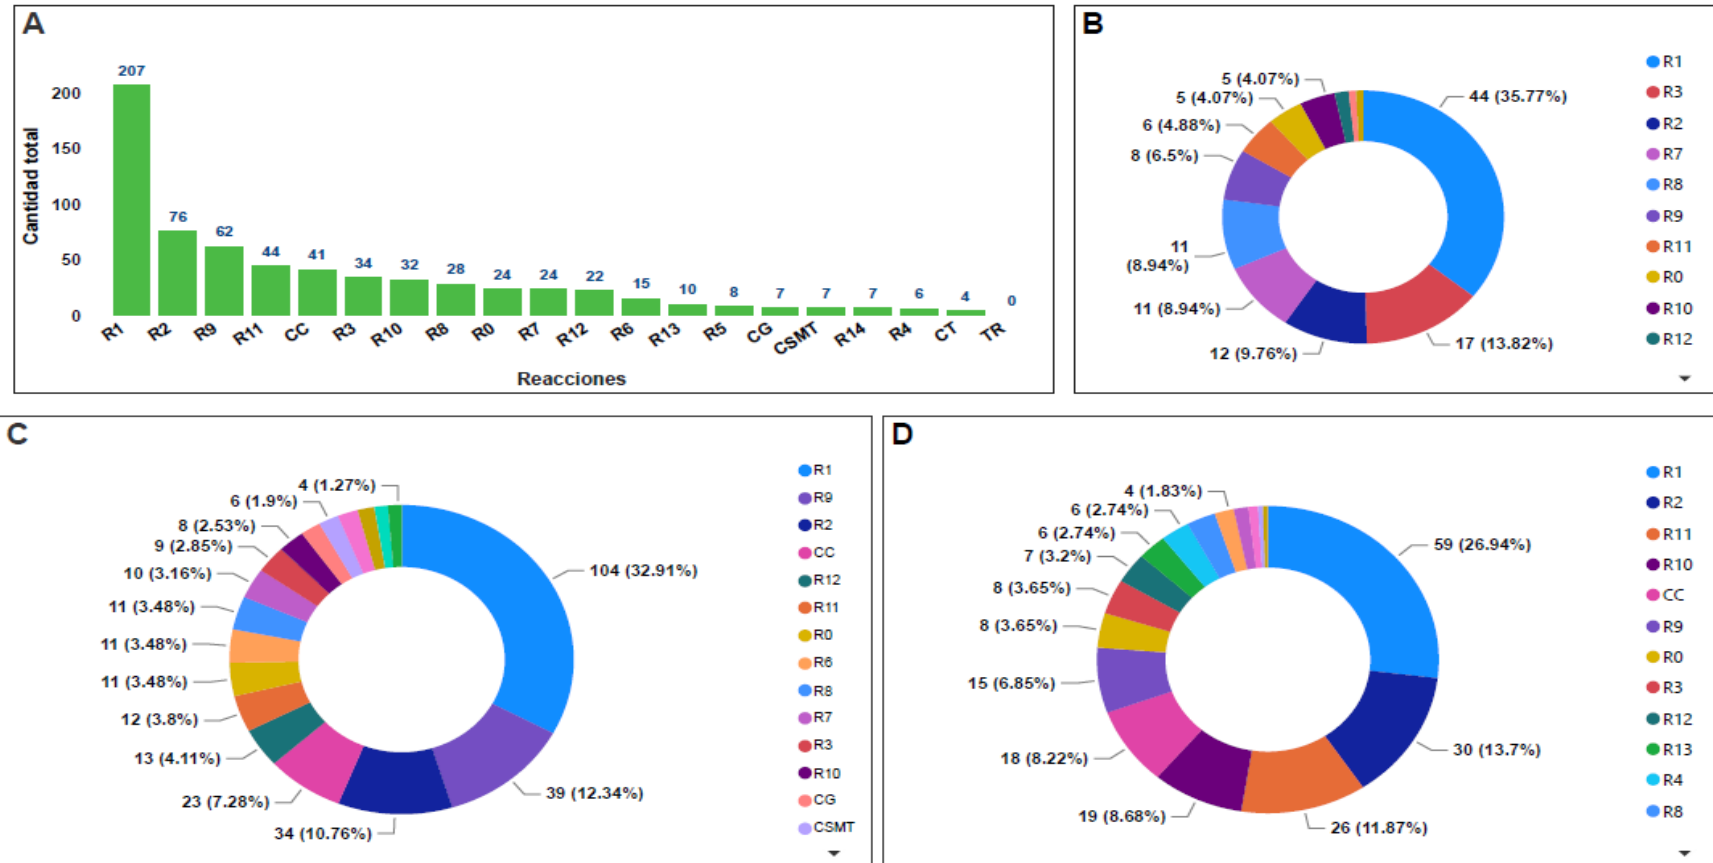 A
Cantidad total
200
150
100
50
0
207
76
62
44
41
34
32
28
24
24
22
15
10
8
7
7
7
6
4
0
R1
R2
R9
R11
CC
R3
R10
R8
R0
R7
R12
R6
R13
R5
CG
CSMT
R14
R4
CT
TR
Reacciones
B
44 (35.77%)
17 (13.82%)
12 (9.76%)
11 (8.94%)
11
(8.94%)
8 (6.5%)
6 (4.88%)
5 (4.07%)
5 (4.07%)
R1
R3
R2
R7
R8
R9
R11
R0
R10
R12
C
104 (32.91%)
39 (12.34%)
34 (10.76%)
23 (7.28%)
13 (4.11%)
12 (3.8%)
11 (3.48%)
11 (3.48%)
11 (3.48%)
10 (3.16%)
9 (2.85%)
8 (2.53%)
6 (1.9%)
4 (1.27%)
R1
R9
R2
CC
R12
R11
R0
R6
R8
R7
R3
R10
CG
CSMT
D
59 (26.94%)
30 (13.7%)
26 (11.87%)
19 (8.68%)
18 (8.22%)
15 (6.85%)
8 (3.65%)
8 (3.65%)
7 (3.2%)
6 (2.74%)
6 (2.74%)
4 (1.83%)
R1
R2
R11
R10
CC
R9
R0
R3
R12
R13
R4
R8